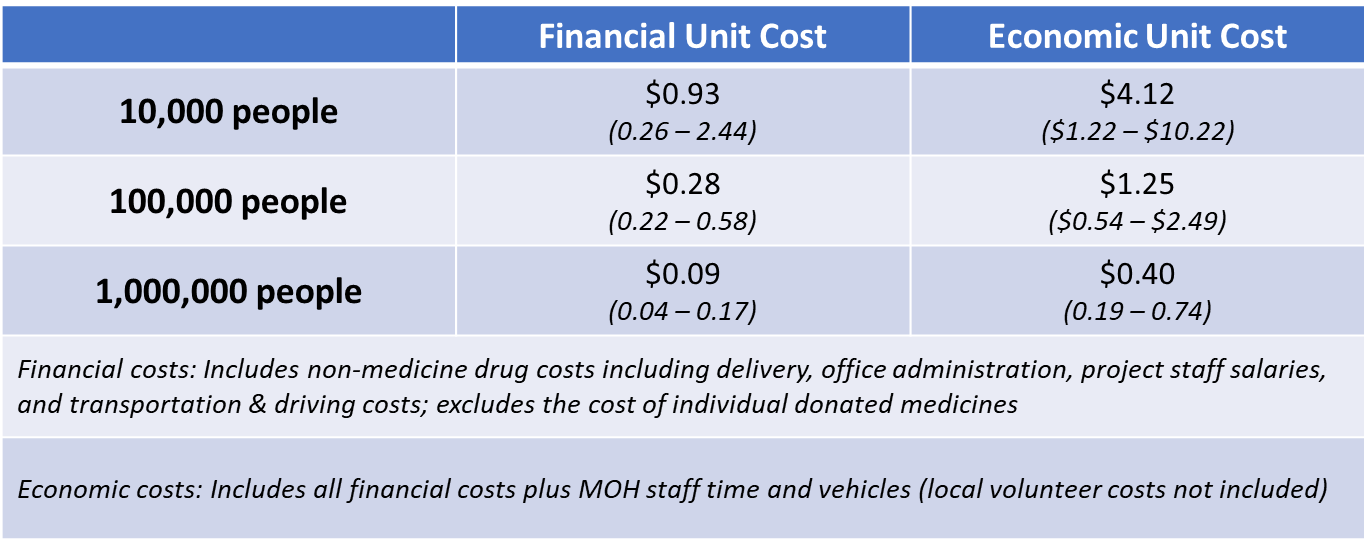 Financial Unit Cost
Economic Unit Cost
10,000 people
$0.93
(0.26 – 2.44)
$4.12
($1.22 – $10.22)
100,000 people
$0.28
(0.22 – 0.58)
$1.25
($0.54 – $2.49)
1,000,000 people
$0.09
(0.04 – 0.17)
$0.40
(0.19 – 0.74)
Financial costs: Includes non-medicine drug costs including delivery, office administration, project staff salaries,
and transportation & driving costs; excludes the cost of individual donated medicines
Economic costs: Includes all financial costs plus MOH staff time and vehicles (local volunteer costs not included)